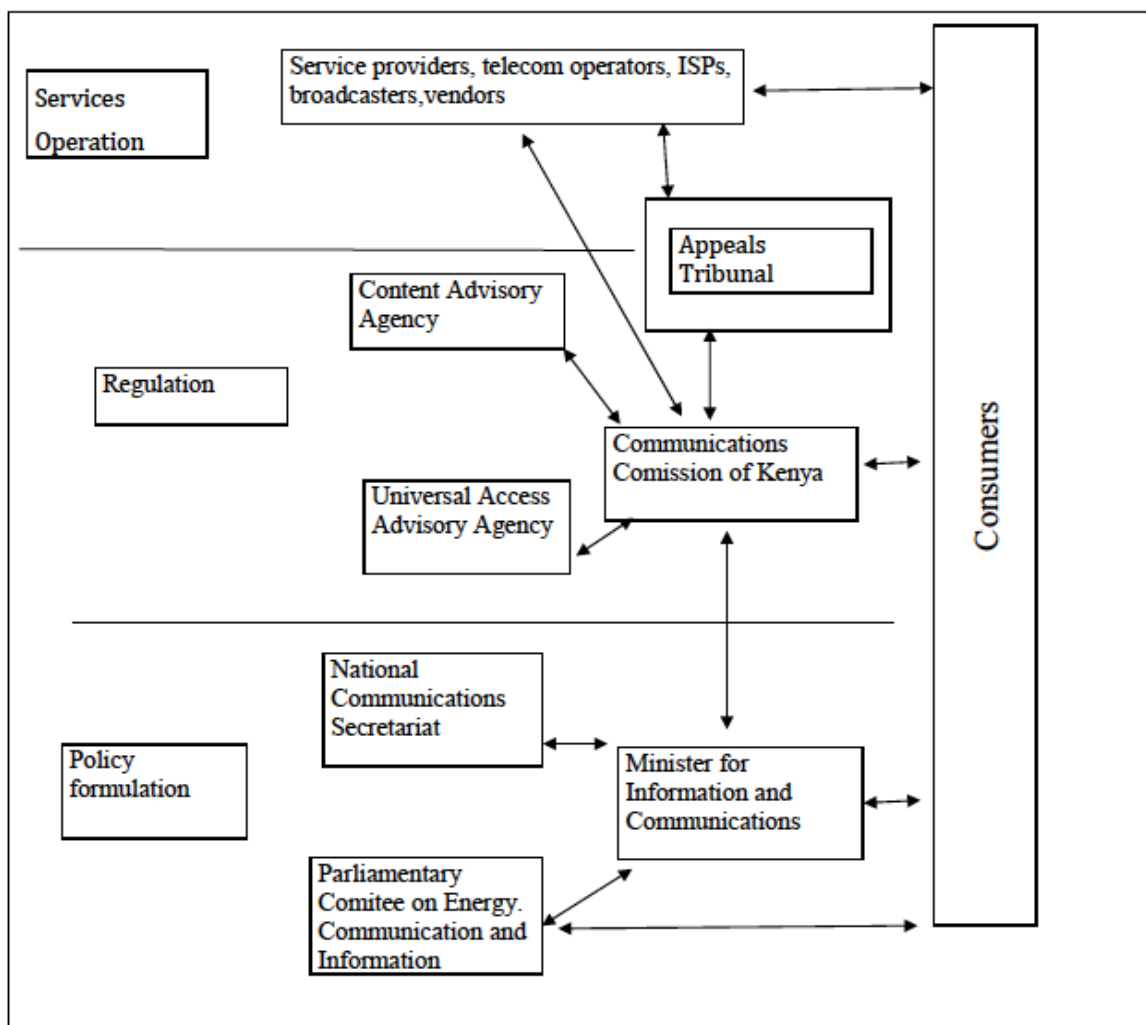 Services
Operation
Service providers, telecom operators, ISPs,
broadcasters,vendors
Appeals
Tribunal
Content Advisory
Agency
Regulation
Communications
Comission of Kenya
Universal Access
Advisory Agency
Consumers
National
Communications
Secretariat
Policy
formulation
Minister for
Information and
Communications
Parliamentary
Comitee on Energy.
Communication and
Information